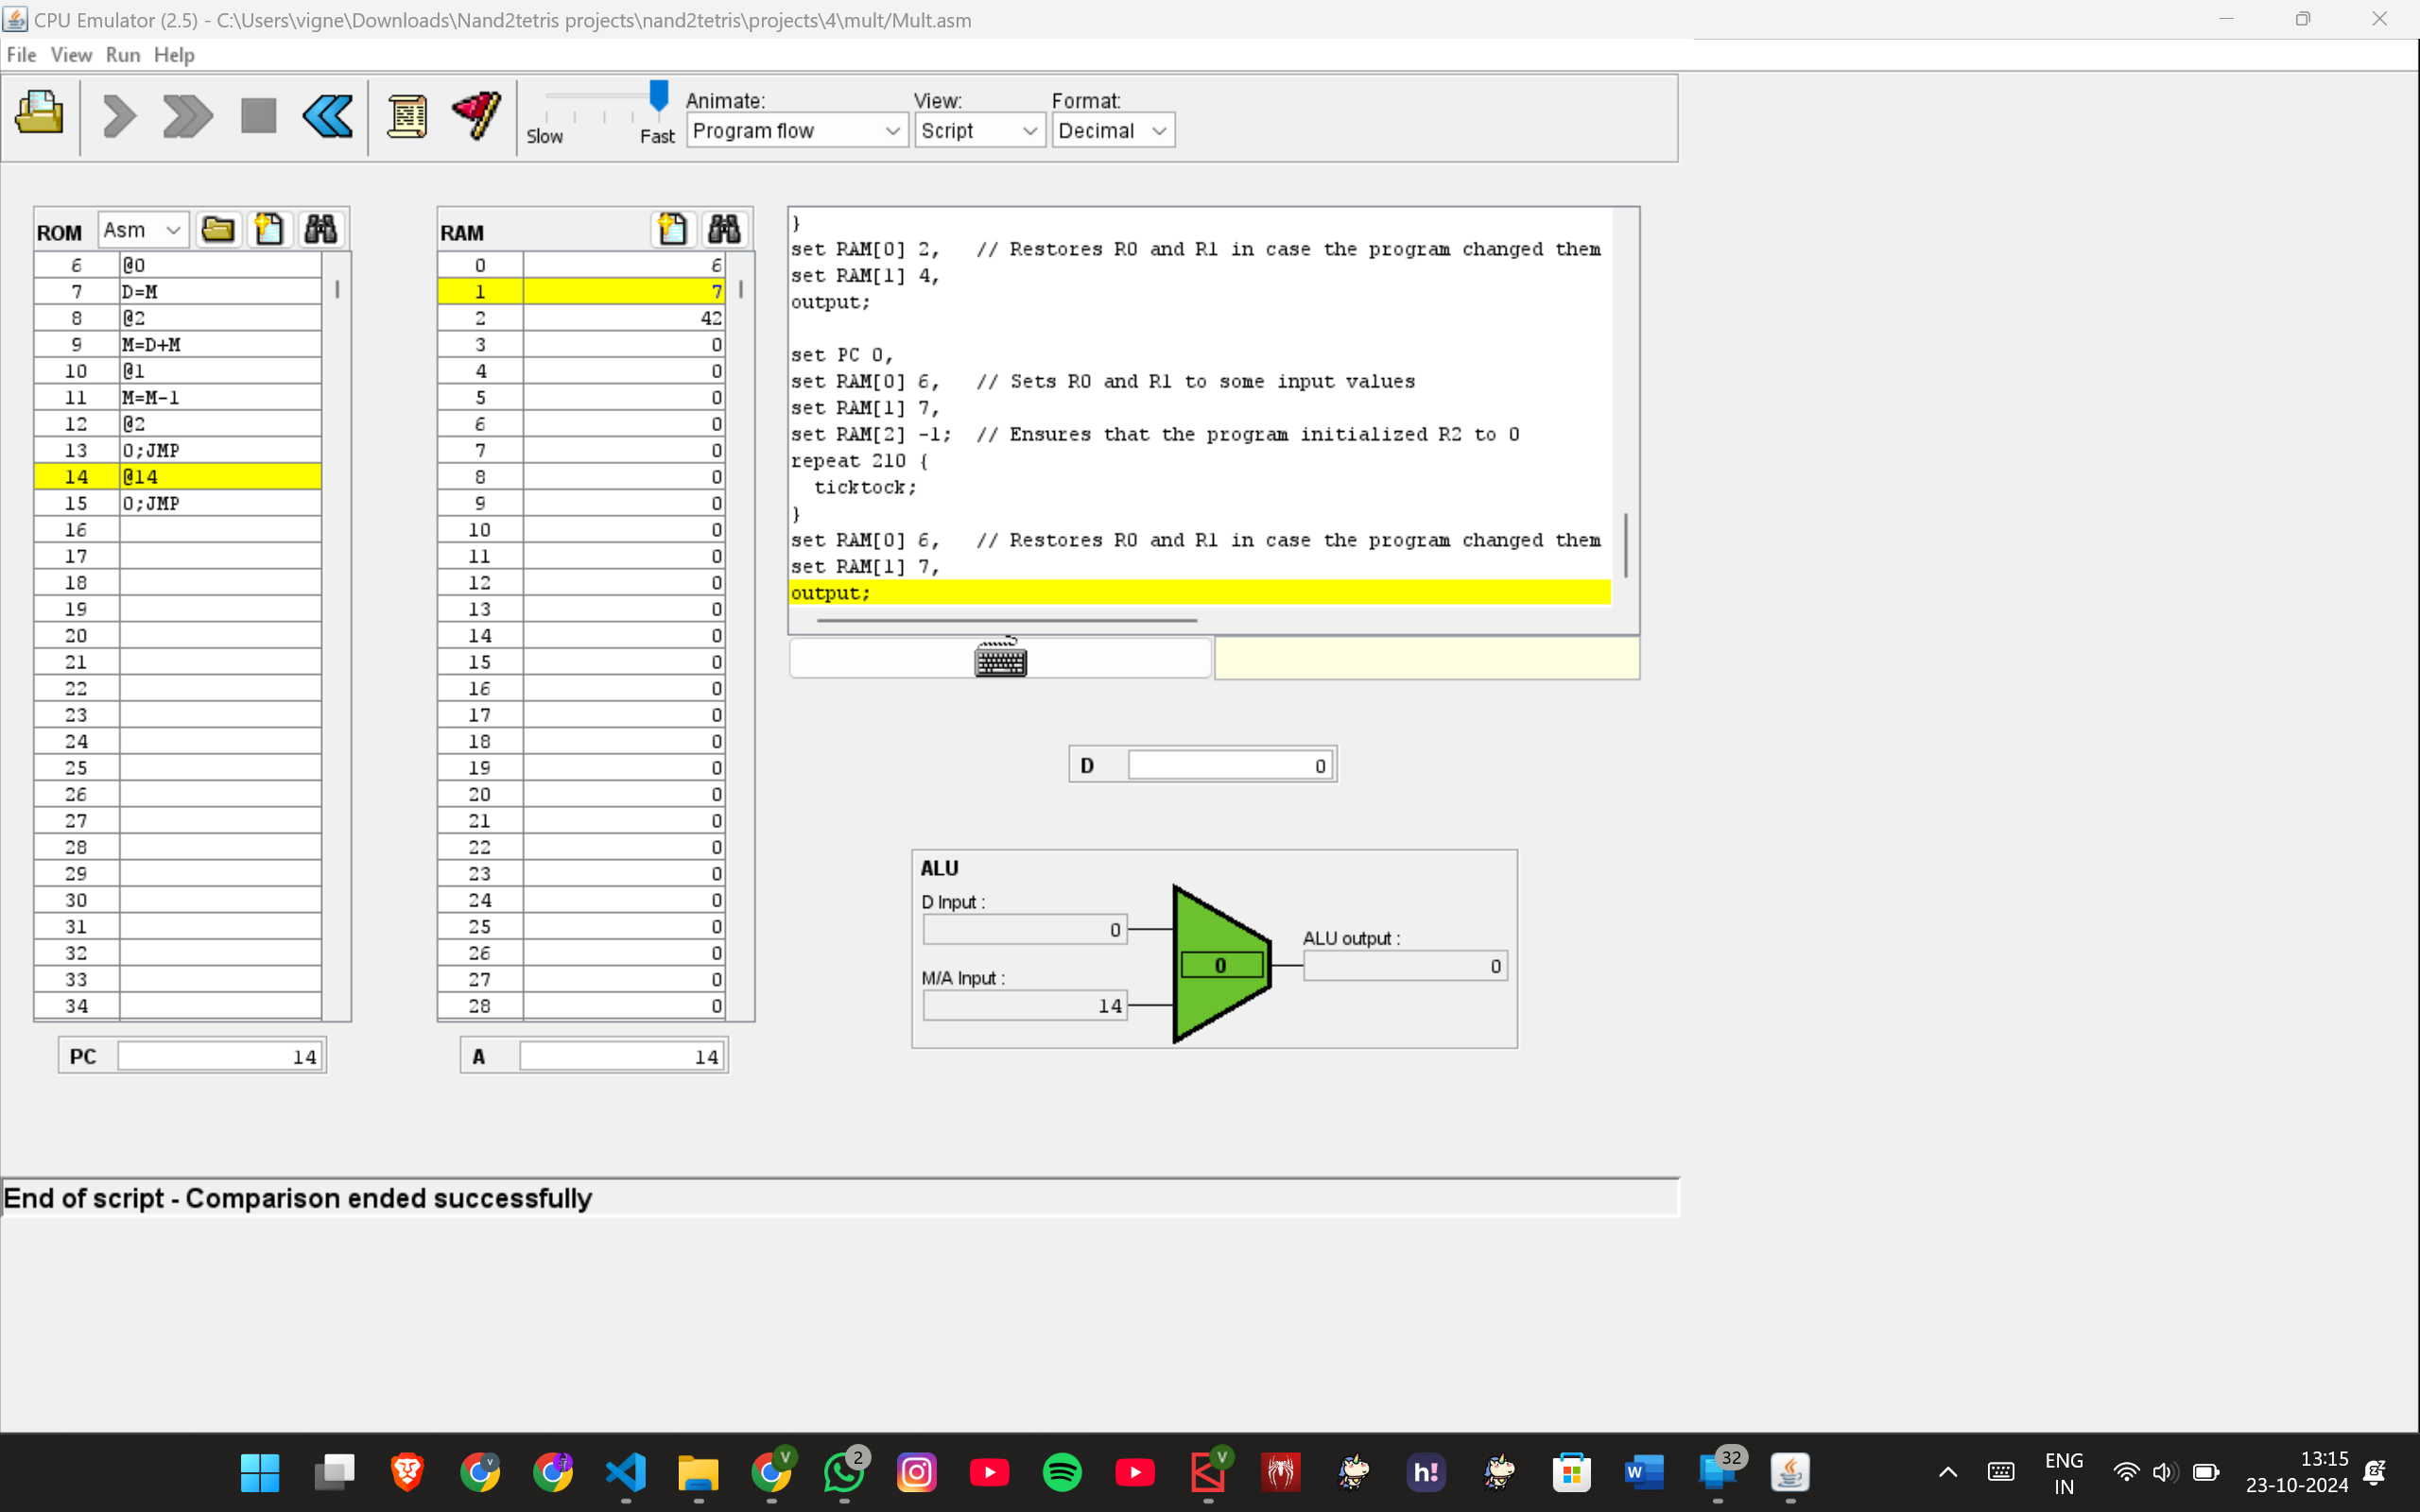 CPU Emulator (2.5) - C:\Users\vigne\Downloads\Nand2tetris projects\nand2tetris\projects\4\mult/Mult.asm
File View Run Help
Slow Fast
Animate:
Program flow
View:
Script
Format:
Decimal
ROM Asm
6 @0
7 D=M
8 @2
9 M=D+M
10 @1
11 M=M-1
12 @2
13 0;JMP
14 @14
15 0;JMP
16
17
18
19
20
21
22
23
24
25
26
27
28
29
30
31
32
33
34
PC 14
RAM
0 6
1 7
2 42
3 0
4 0
5 0
6 0
7 0
8 0
9 0
10 0
11 0
12 0
13 0
14 0
15 0
16 0
17 0
18 0
19 0
20 0
21 0
22 0
23 0
24 0
25 0
26 0
27 0
28 0
A 14
}
set RAM[0] 2,   // Restores R0 and R1 in case the program changed them
set RAM[1] 4,
output;
set PC 0,
set RAM[0] 6,   // Sets R0 and R1 to some input values
set RAM[1] 7,
set RAM[2] -1;  // Ensures that the program initialized R2 to 0
repeat 210 {
  ticktock;
}
set RAM[0] 6,   // Restores R0 and R1 in case the program changed them
set RAM[1] 7,
output;
D 0
ALU
D Input :
0
M/A Input :
14
0
ALU output :
0
End of script - Comparison ended successfully
V
V
2
V
h!
W
32
ENG
IN
13:15
23-10-2024